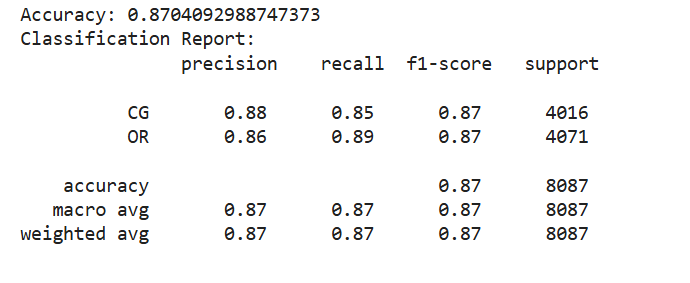 Accuracy: 0.8704092988747373
Classification Report:
precision recall f1-score support
CG 0.88 0.85 0.87 4016
OR 0.86 0.89 0.87 4071
accuracy 0.87 8087
macro avg 0.87 0.87 0.87 8087
weighted avg 0.87 0.87 0.87 8087